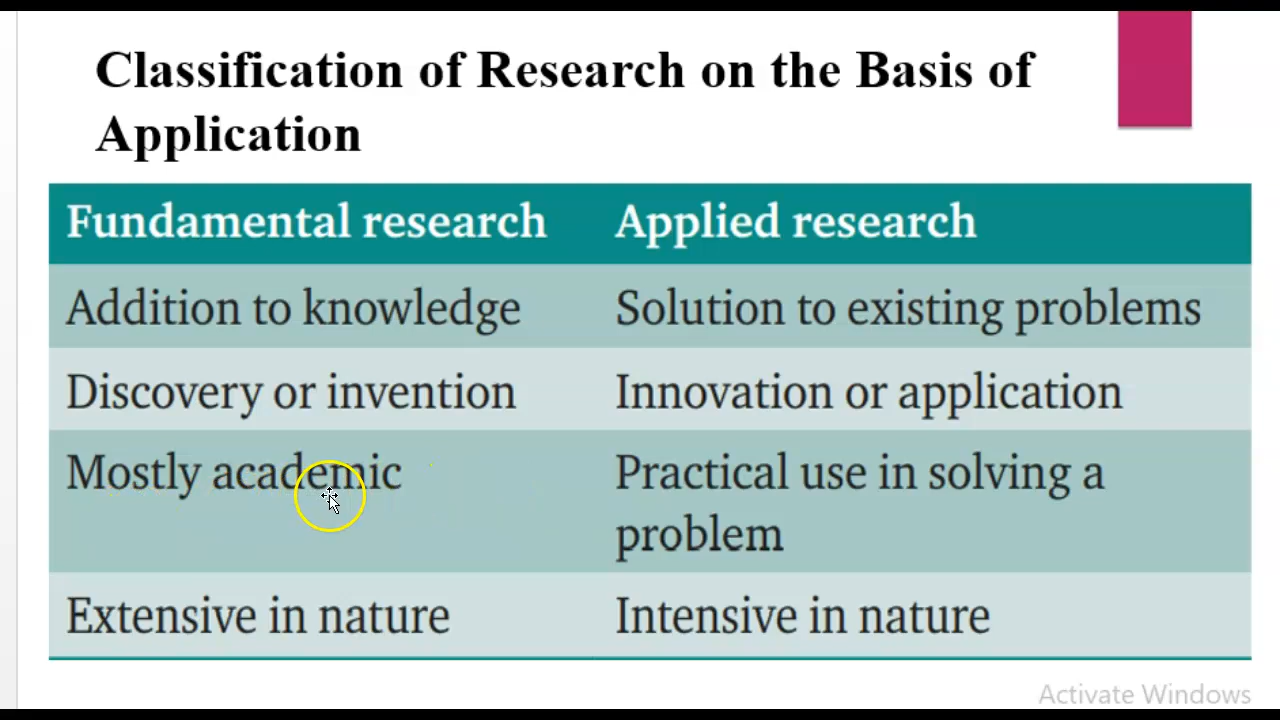 Classification of Research on the Basis of
Application
Fundamental research Applied research
Addition to knowledge Solution to existing problems
Discovery or invention Innovation or application
Mostly academic Practical use in solving a
problem
Extensive in nature Intensive in nature
Activate Windows